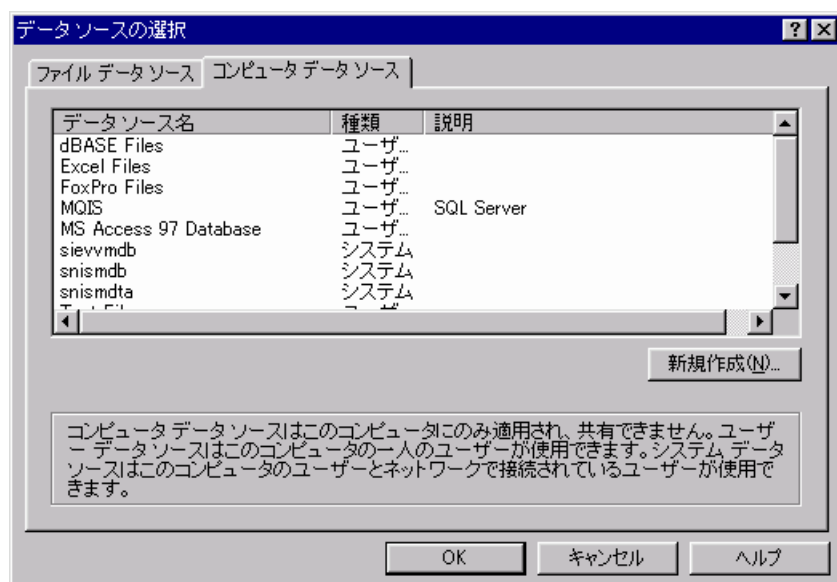 データ ソースの選択
ファイル データ ソース コンピュータ データ ソース
データ ソース名 種類 説明
dBASE Files ユーザ...
Excel Files ユーザ...
FoxPro Files ユーザ...
MQIS ユーザ... SQL Server
MS Access 97 Database ユーザ...
sievvmdb システム
snismdb システム
snismdta システム
新規作成(N)...
コンピュータ データ ソースはこのコンピュータにのみ適用され、共有できません。ユーザ
ー データ ソースはこのコンピュータの一人のユーザーが使用できます。システム データ
ソースはこのコンピュータのユーザーとネットワークで接続されているユーザーが使用で
きます。
OK キャンセル ヘルプ